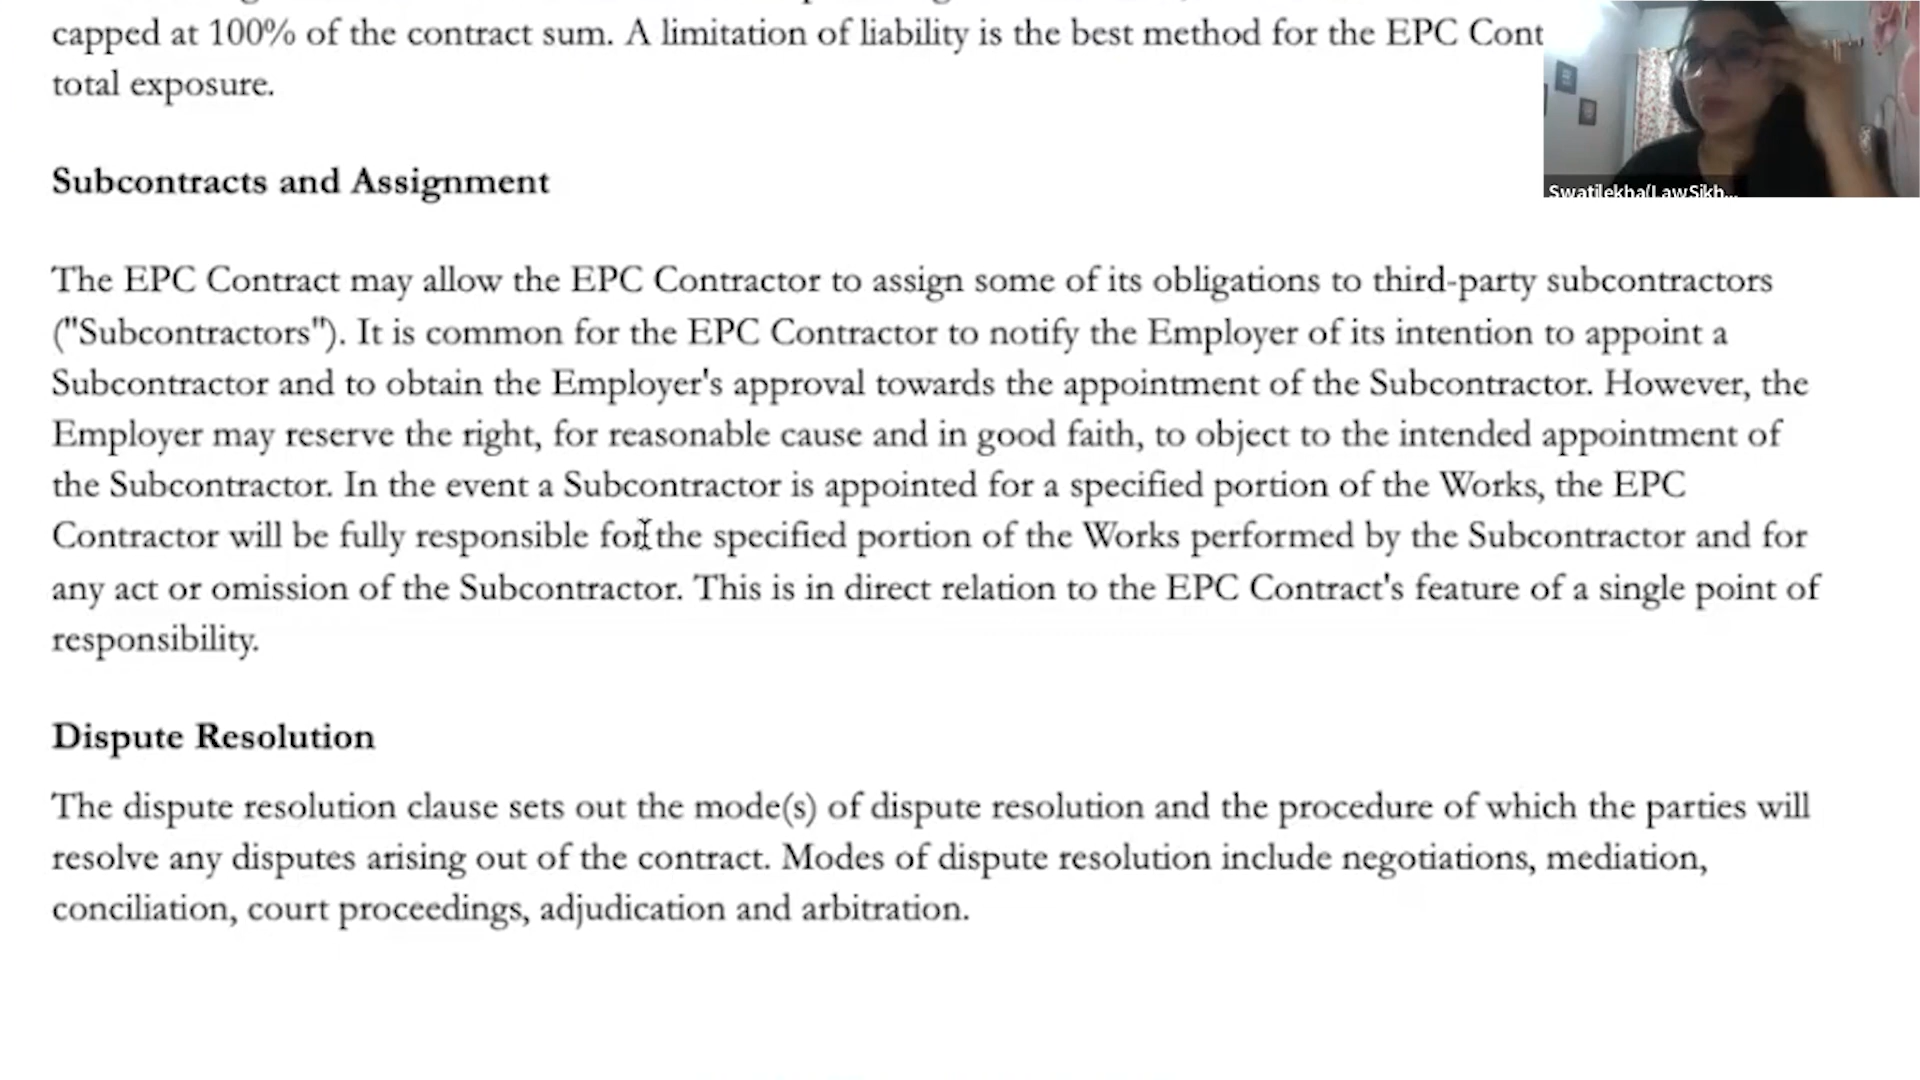 capped at 100% of the contract sum. A limitation of liability is the best method for the EPC Cont
total exposure.
Swatilekha(LawSikh...
Subcontracts and Assignment
The EPC Contract may allow the EPC Contractor to assign some of its obligations to third-party subcontractors
("Subcontractors"). It is common for the EPC Contractor to notify the Employer of its intention to appoint a
Subcontractor and to obtain the Employer's approval towards the appointment of the Subcontractor. However, the
Employer may reserve the right, for reasonable cause and in good faith, to object to the intended appointment of
the Subcontractor. In the event a Subcontractor is appointed for a specified portion of the Works, the EPC
Contractor will be fully responsible for the specified portion of the Works performed by the Subcontractor and for
any act or omission of the Subcontractor. This is in direct relation to the EPC Contract's feature of a single point of
responsibility.
Dispute Resolution
The dispute resolution clause sets out the mode(s) of dispute resolution and the procedure of which the parties will
resolve any disputes arising out of the contract. Modes of dispute resolution include negotiations, mediation,
conciliation, court proceedings, adjudication and arbitration.